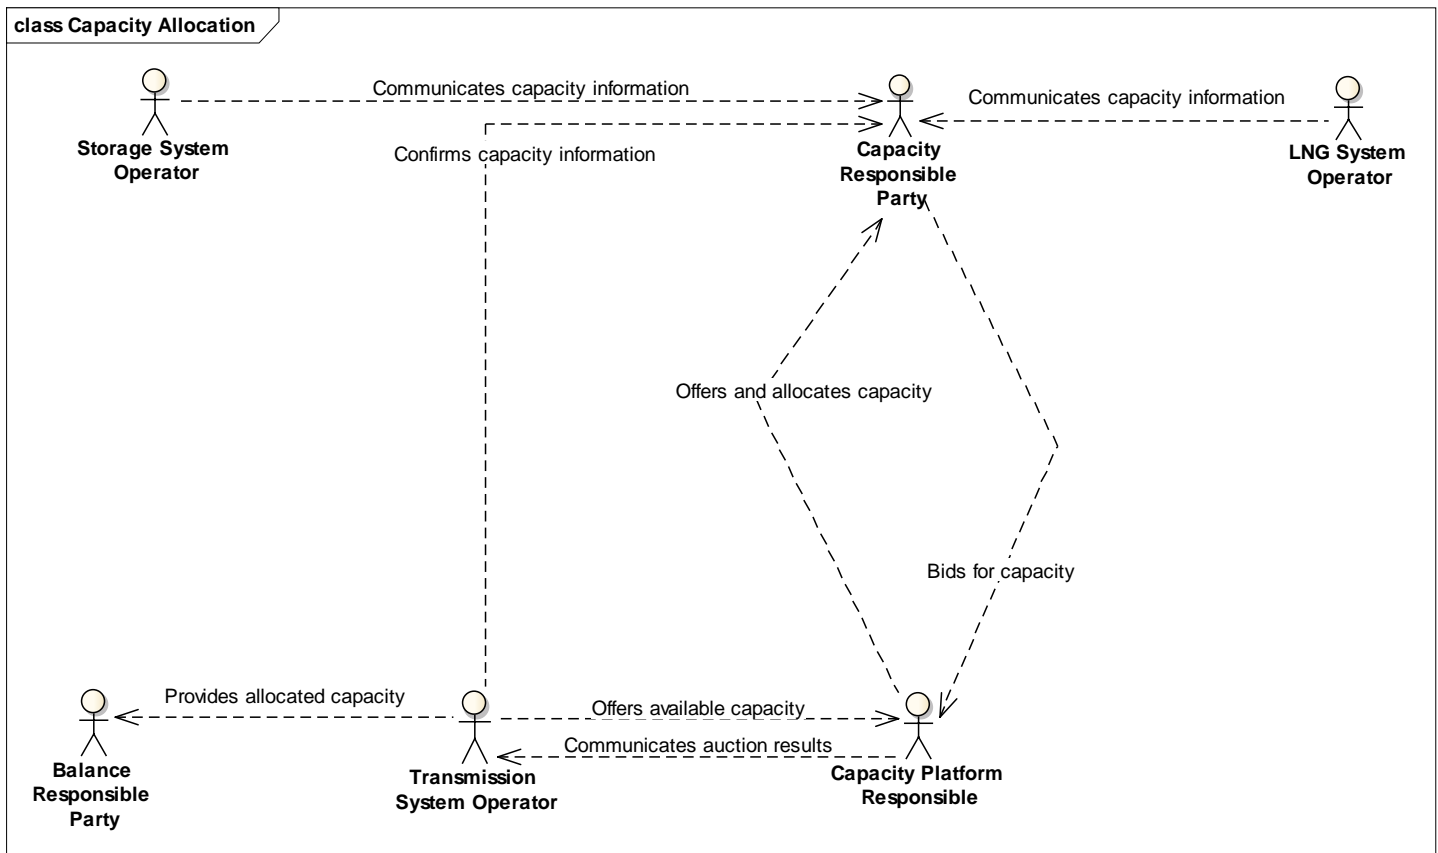 class Capacity Allocation
Communicates capacity information
Communicates capacity information
Storage System
Operator
Confirms capacity information
Capacity
Responsible
Party
LNG System
Operator
Offers and allocates capacity
Bids for capacity
Provides allocated capacity
Offers available capacity
Communicates auction results
Balance
Responsible
Party
Transmission
System Operator
Capacity Platform
Responsible